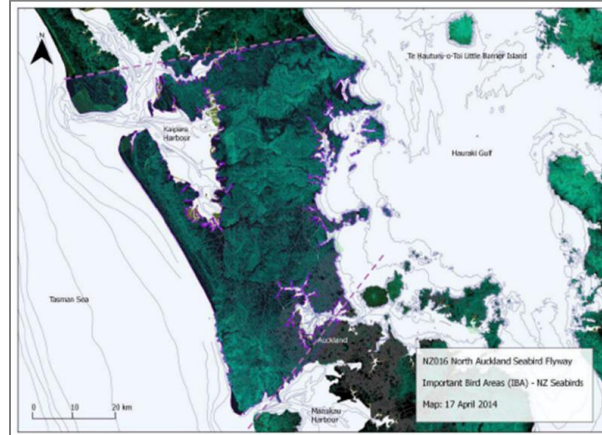 N
Te Hauturu-o-Toi Little Barrier Island
Kaipara
Harbour
Hauraki Gulf
Tasman Sea
Auckland
NZ016 North Auckland Seabird Flyway
Important Bird Areas (IBA) - NZ Seabirds
Map: 17 April 2014
Manukau
Harbour
0 10 20 km